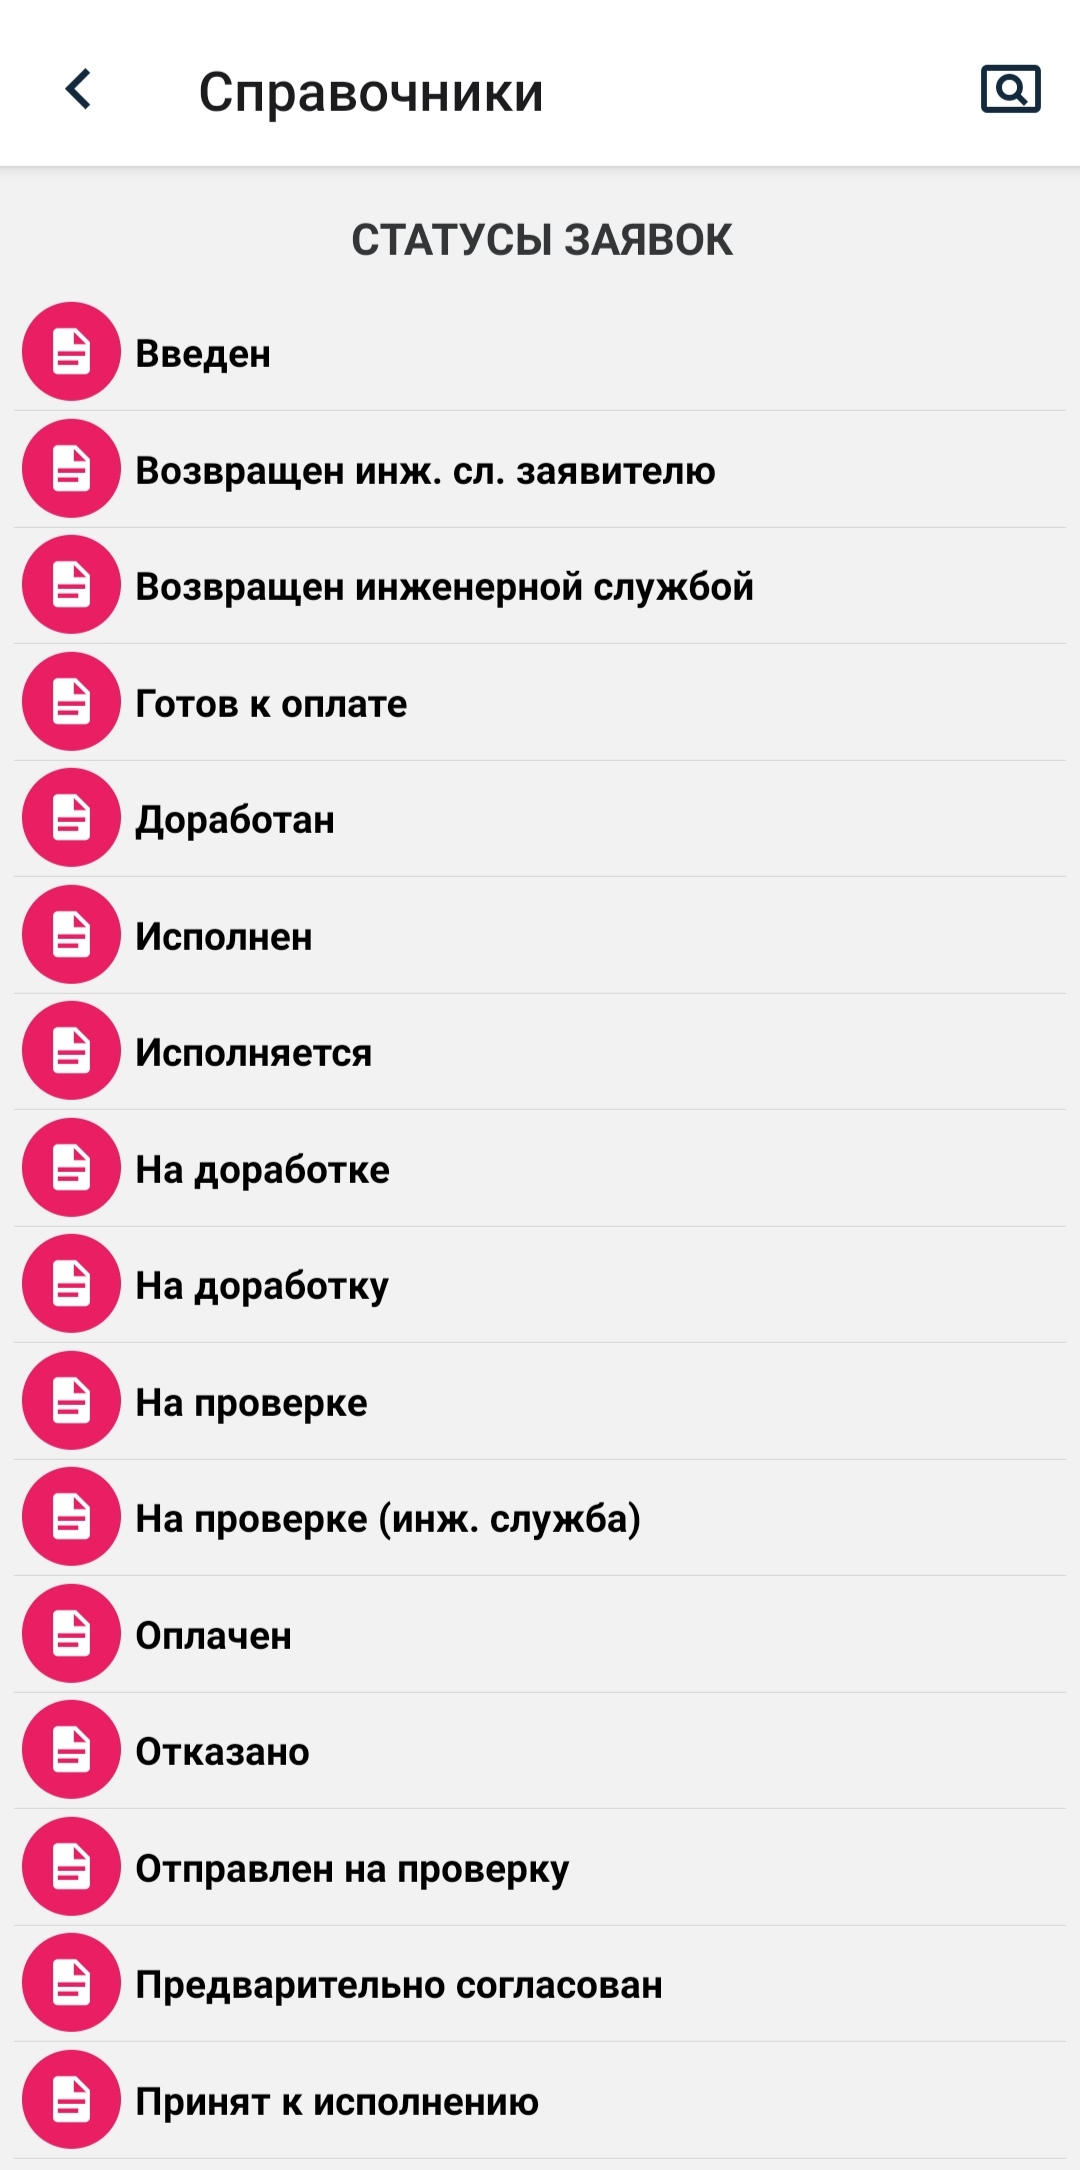 Справочники
СТАТУСЫ ЗАЯВОК
Введен
Возвращен инж. сл. заявителю
Возвращен инженерной службой
Готов к оплате
Доработан
Исполнен
Исполняется
На доработке
На доработку
На проверке
На проверке (инж. служба)
Оплачен
Отказано
Отправлен на проверку
Предварительно согласован
Принят к исполнению